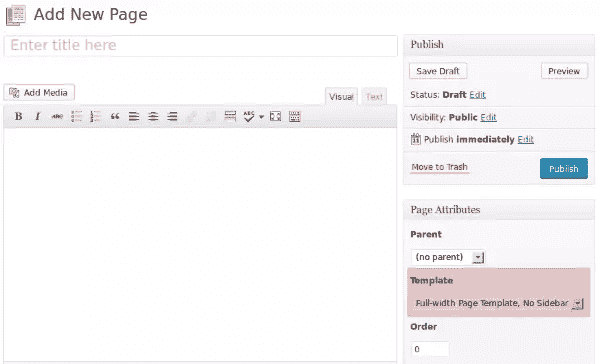 Add New Page
Enter title here
Add Media
Visual
Text
B I ABC ABC
Publish
Save Draft
Preview
Status: Draft Edit
Visibility: Public Edit
Publish immediately Edit
Move to Trash
Publish
Page Attributes
Parent
(no parent)
Template
Full-width Page Template, No Sidebar
Order
0